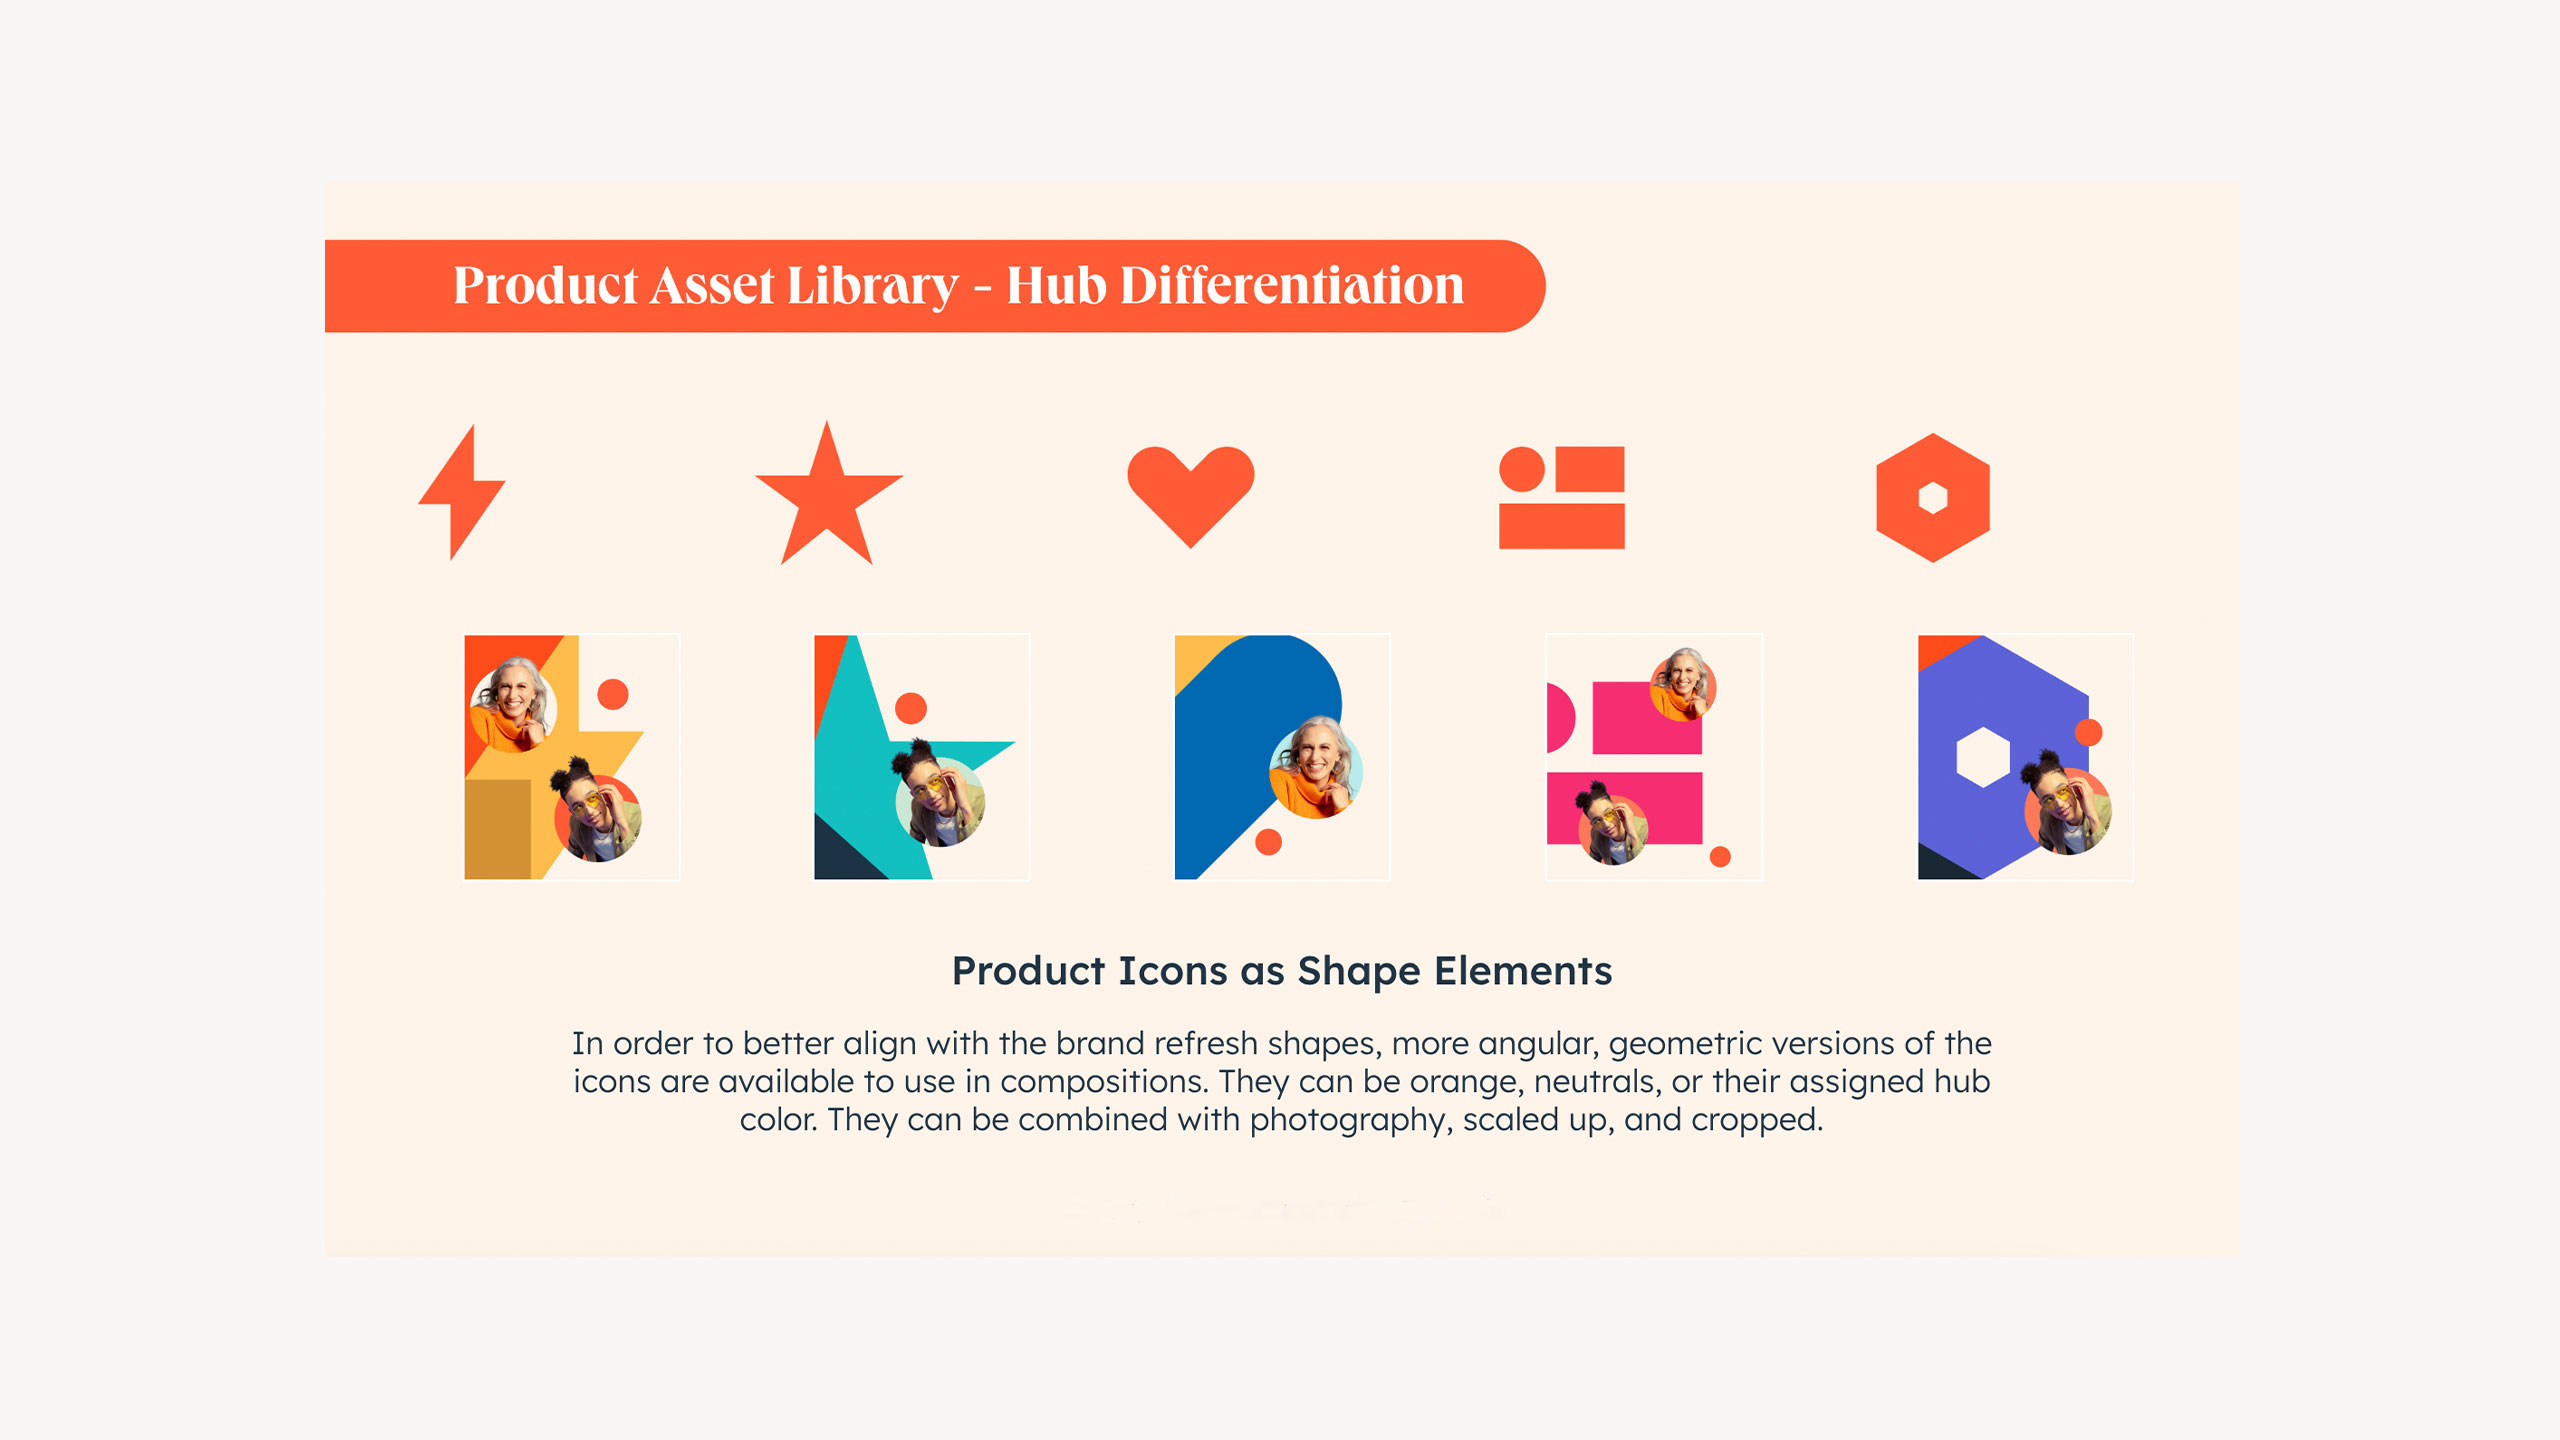 Product Asset Library - Hub Differentiation
Product Icons as Shape Elements
In order to better align with the brand refresh shapes, more angular, geometric versions of the
icons are available to use in compositions. They can be orange, neutrals, or their assigned hub
color. They can be combined with photography, scaled up, and cropped.